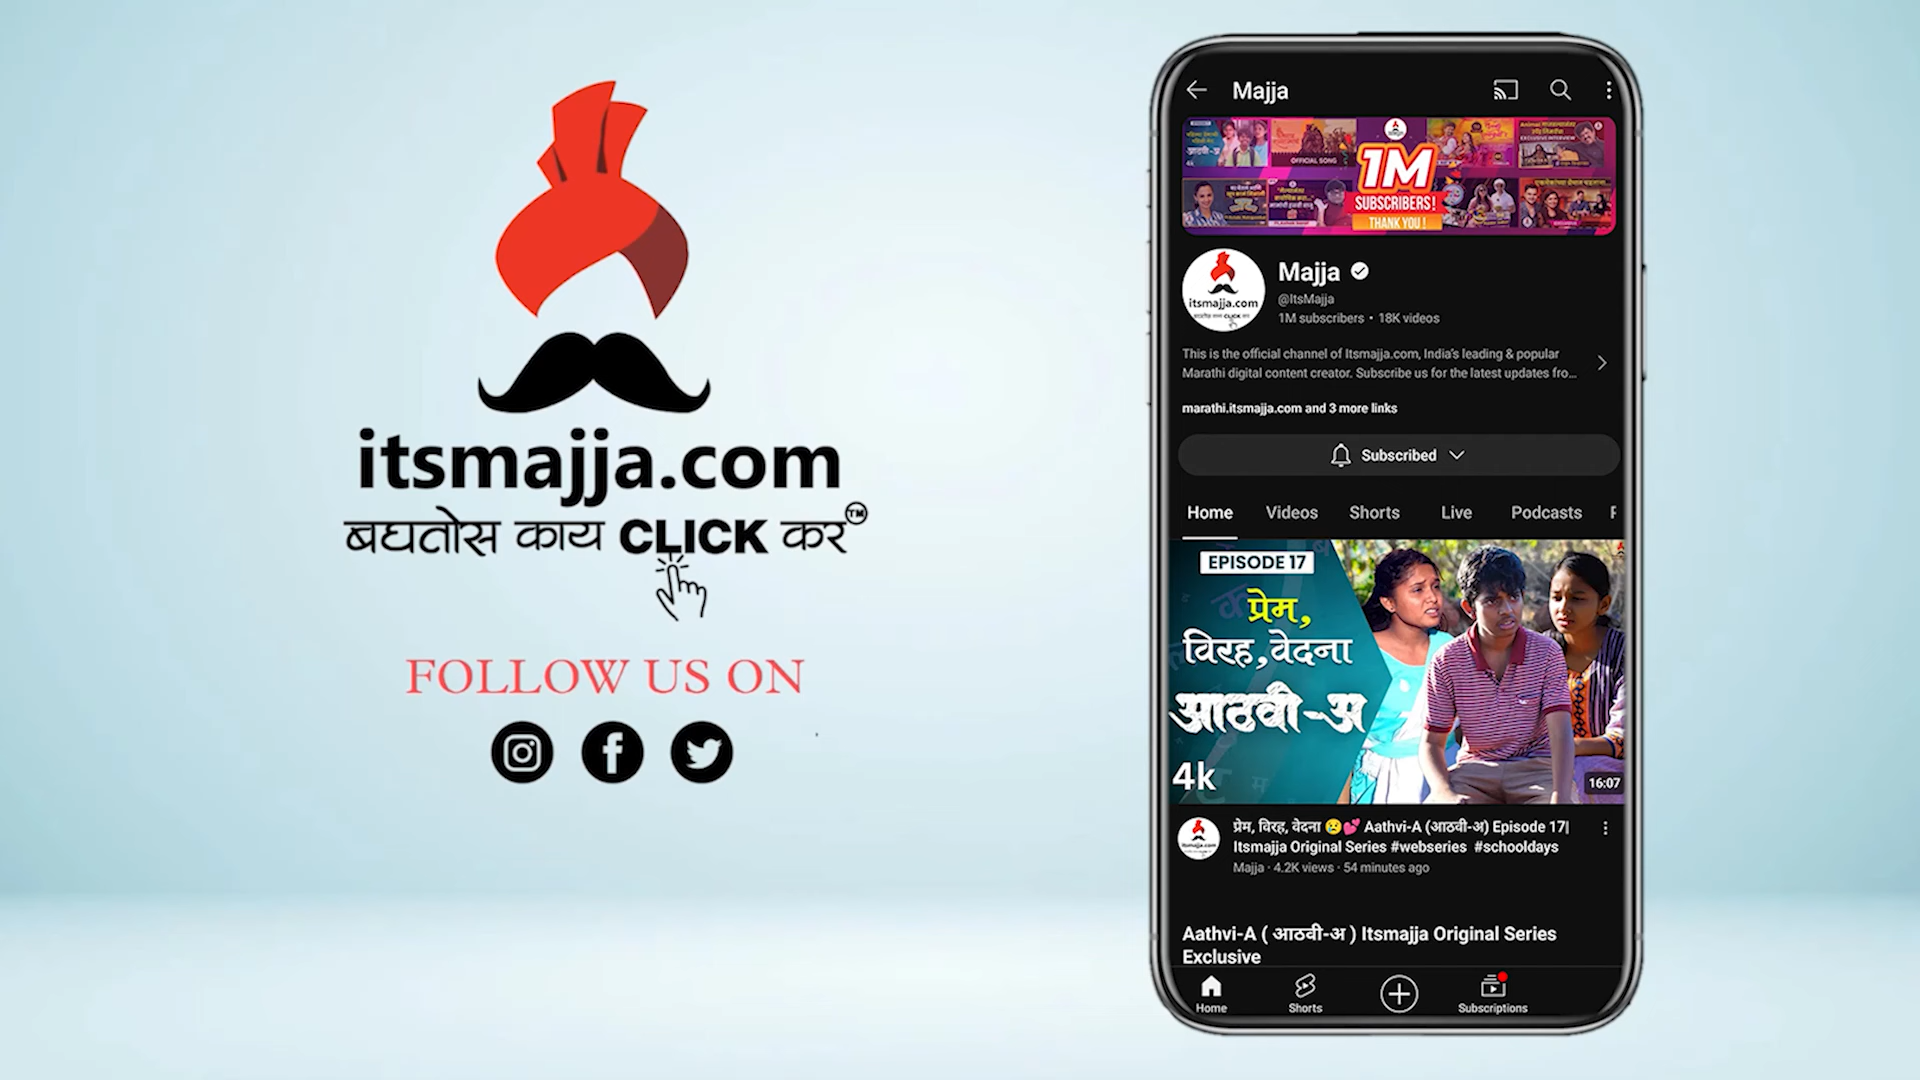 itsmajja.com
बघतोस काय CLICK कर™
FOLLOW US ON
Majja
OFFICIAL SONG
1M
SUBSCRIBERS!
THANK YOU!
Majja
@ItsMajja
1M subscribers • 18K videos
itsmajja.com
This is the official channel of Itsmajja.com, India's leading & popular
Marathi digital content creator. Subscribe us for the latest updates fro...
marathi.itsmajja.com and 3 more links
Subscribed
Home Videos Shorts Live Podcasts
EPISODE 17
प्रेम,
विरह, वेदना
आठवी-अ
4k
16:07
प्रेम, विरह, वेदना 😢💕 Aathvi-A (आठवी-अ) Episode 17|
Itsmajja Original Series #webseries #schooldays
Majja · 4.2K views · 54 minutes ago
Aathvi-A ( आठवी-अ ) Itsmajja Original Series
Exclusive
Home Shorts Subscriptions